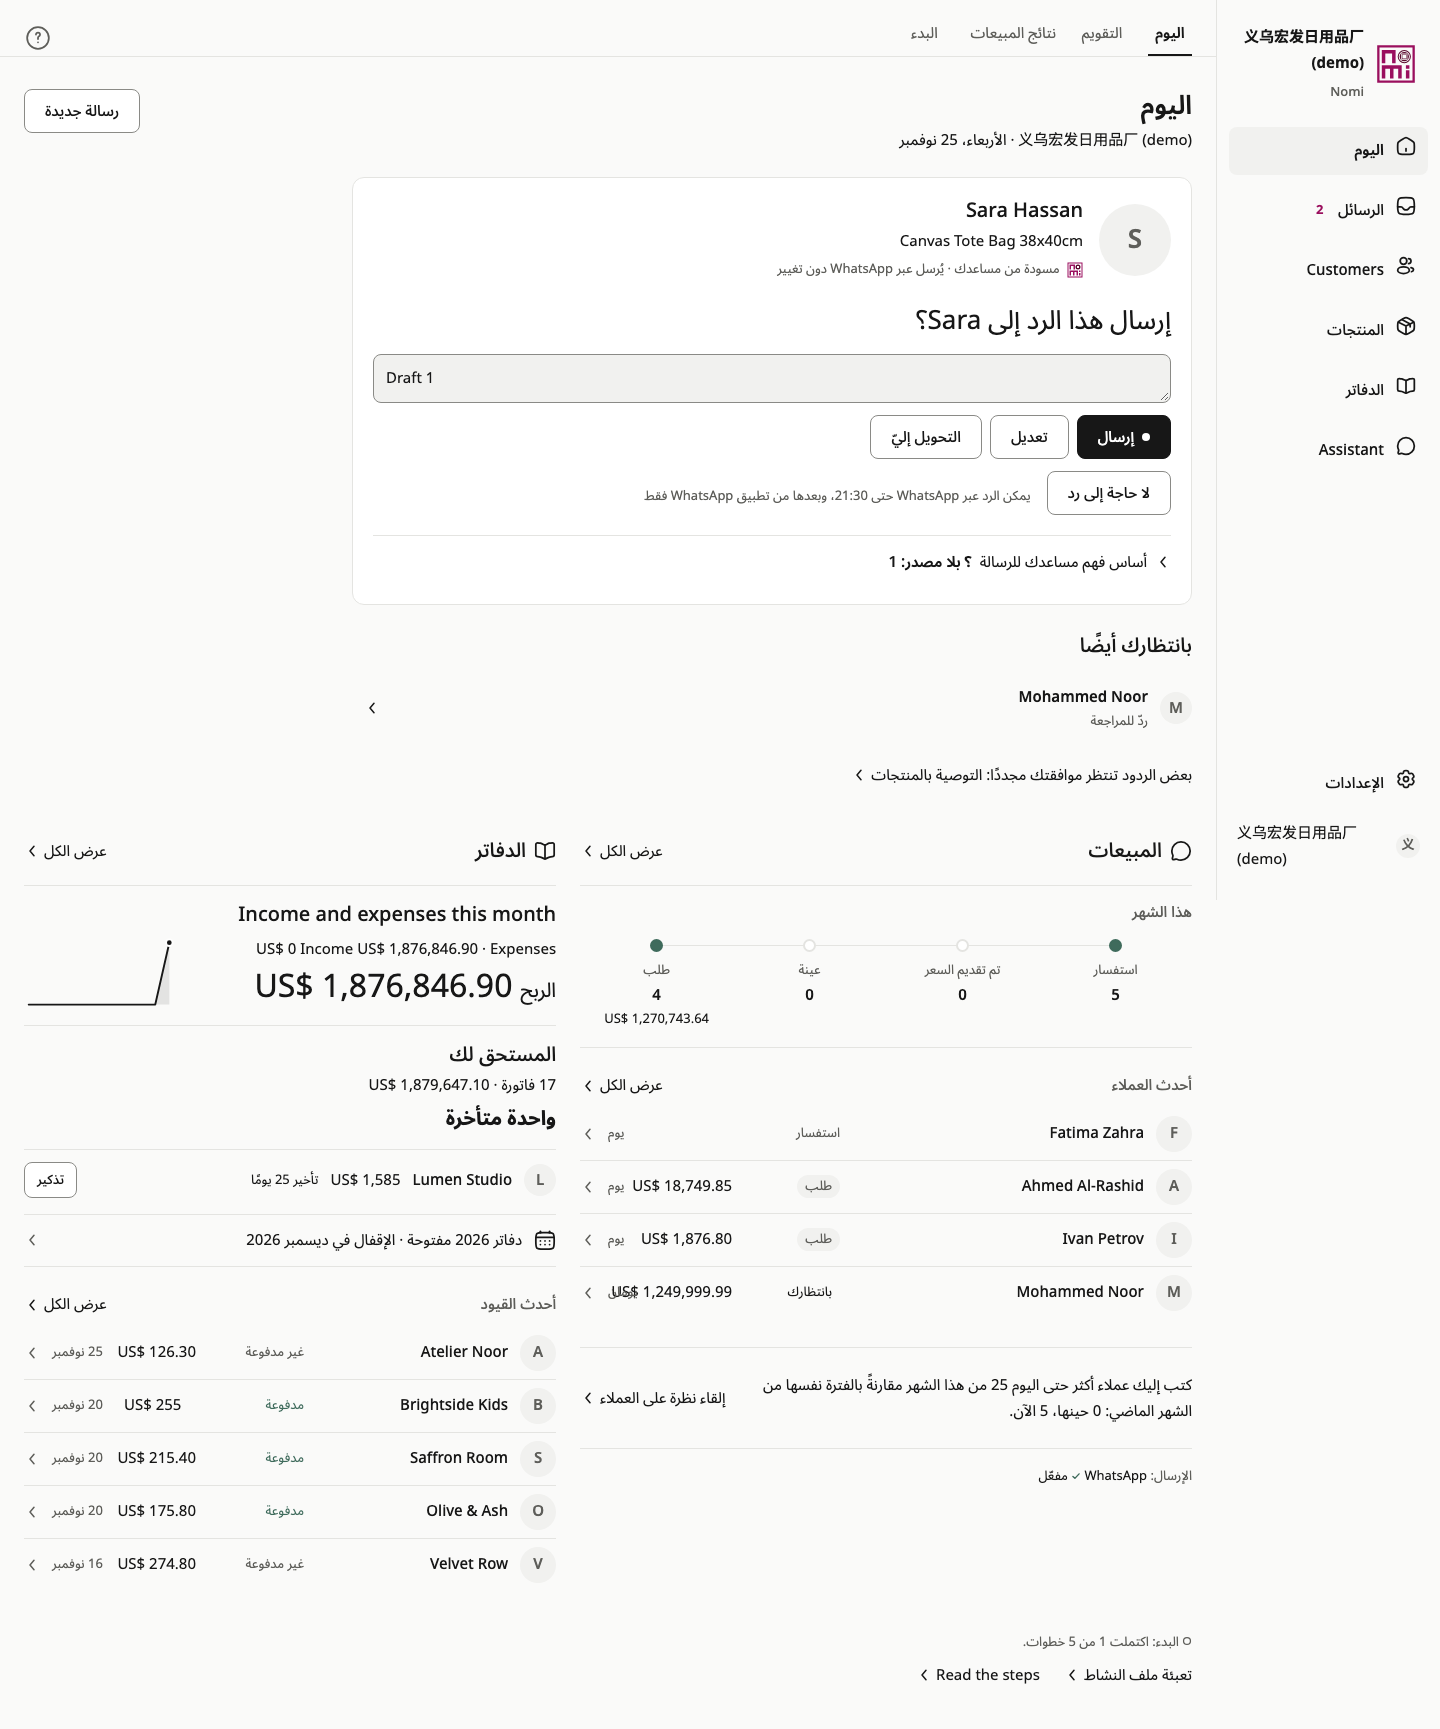 义乌宏发日用品厂
(demo)
Nomi
اليوم
الرسائل 2
Customers
المنتجات
الدفاتر
Assistant
الإعدادات
义 义乌宏发日用品厂
(demo)
اليوم التقويم نتائج المبيعات البدء
اليوم
رسالة جديدة
义乌宏发日用品厂 (demo) · الأربعاء، 25 نوفمبر
S
Sara Hassan
Canvas Tote Bag 38x40cm
مسودة من مساعدك · يُرسل عبر WhatsApp دون تغيير
إرسال هذا الرد إلى Sara؟
Draft 1
إرسال تعديل التحويل إليّ
لا حاجة إلى رد يمكن الرد عبر WhatsApp حتى 21:30، وبعدها من تطبيق WhatsApp فقط
أساس فهم مساعدك للرسالة ؟ بلا مصدر: 1
بانتظارك أيضًا
M Mohammed Noor
ردّ للمراجعة
بعض الردود تنتظر موافقتك مجددًا: التوصية بالمنتجات
المبيعات عرض الكل
هذا الشهر
استفسار تم تقديم السعر عينة طلب
5 0 0 4
US$ 1,270,743.64
أحدث العملاء عرض الكل
F Fatima Zahra استفسار يوم
A Ahmed Al-Rashid طلب US$ 18,749.85 يوم
I Ivan Petrov طلب US$ 1,876.80 يوم
M Mohammed Noor بانتظارك US$ 1,249,999.99
كتب إليك عملاء أكثر حتى اليوم 25 من هذا الشهر مقارنةً بالفترة نفسها من
الشهر الماضي: 0 حينها، 5 الآن.
إلقاء نظرة على العملاء
الإرسال: WhatsApp ✓ مفعّل
الدفاتر عرض الكل
Income and expenses this month
US$ 0 Income US$ 1,876,846.90 · Expenses
الربح US$ 1,876,846.90
المستحق لك
17 فاتورة · US$ 1,879,647.10
واحدة متأخرة
L Lumen Studio US$ 1,585 تأخير 25 يومًا تذكير
دفاتر 2026 مفتوحة · الإقفال في ديسمبر 2026
أحدث القيود عرض الكل
A Atelier Noor غير مدفوعة US$ 126.30 25 نوفمبر
B Brightside Kids مدفوعة US$ 255 20 نوفمبر
S Saffron Room مدفوعة US$ 215.40 20 نوفمبر
O Olive & Ash مدفوعة US$ 175.80 20 نوفمبر
V Velvet Row غير مدفوعة US$ 274.80 16 نوفمبر
البدء: اكتملت 1 من 5 خطوات.
تعبئة ملف النشاط Read the steps